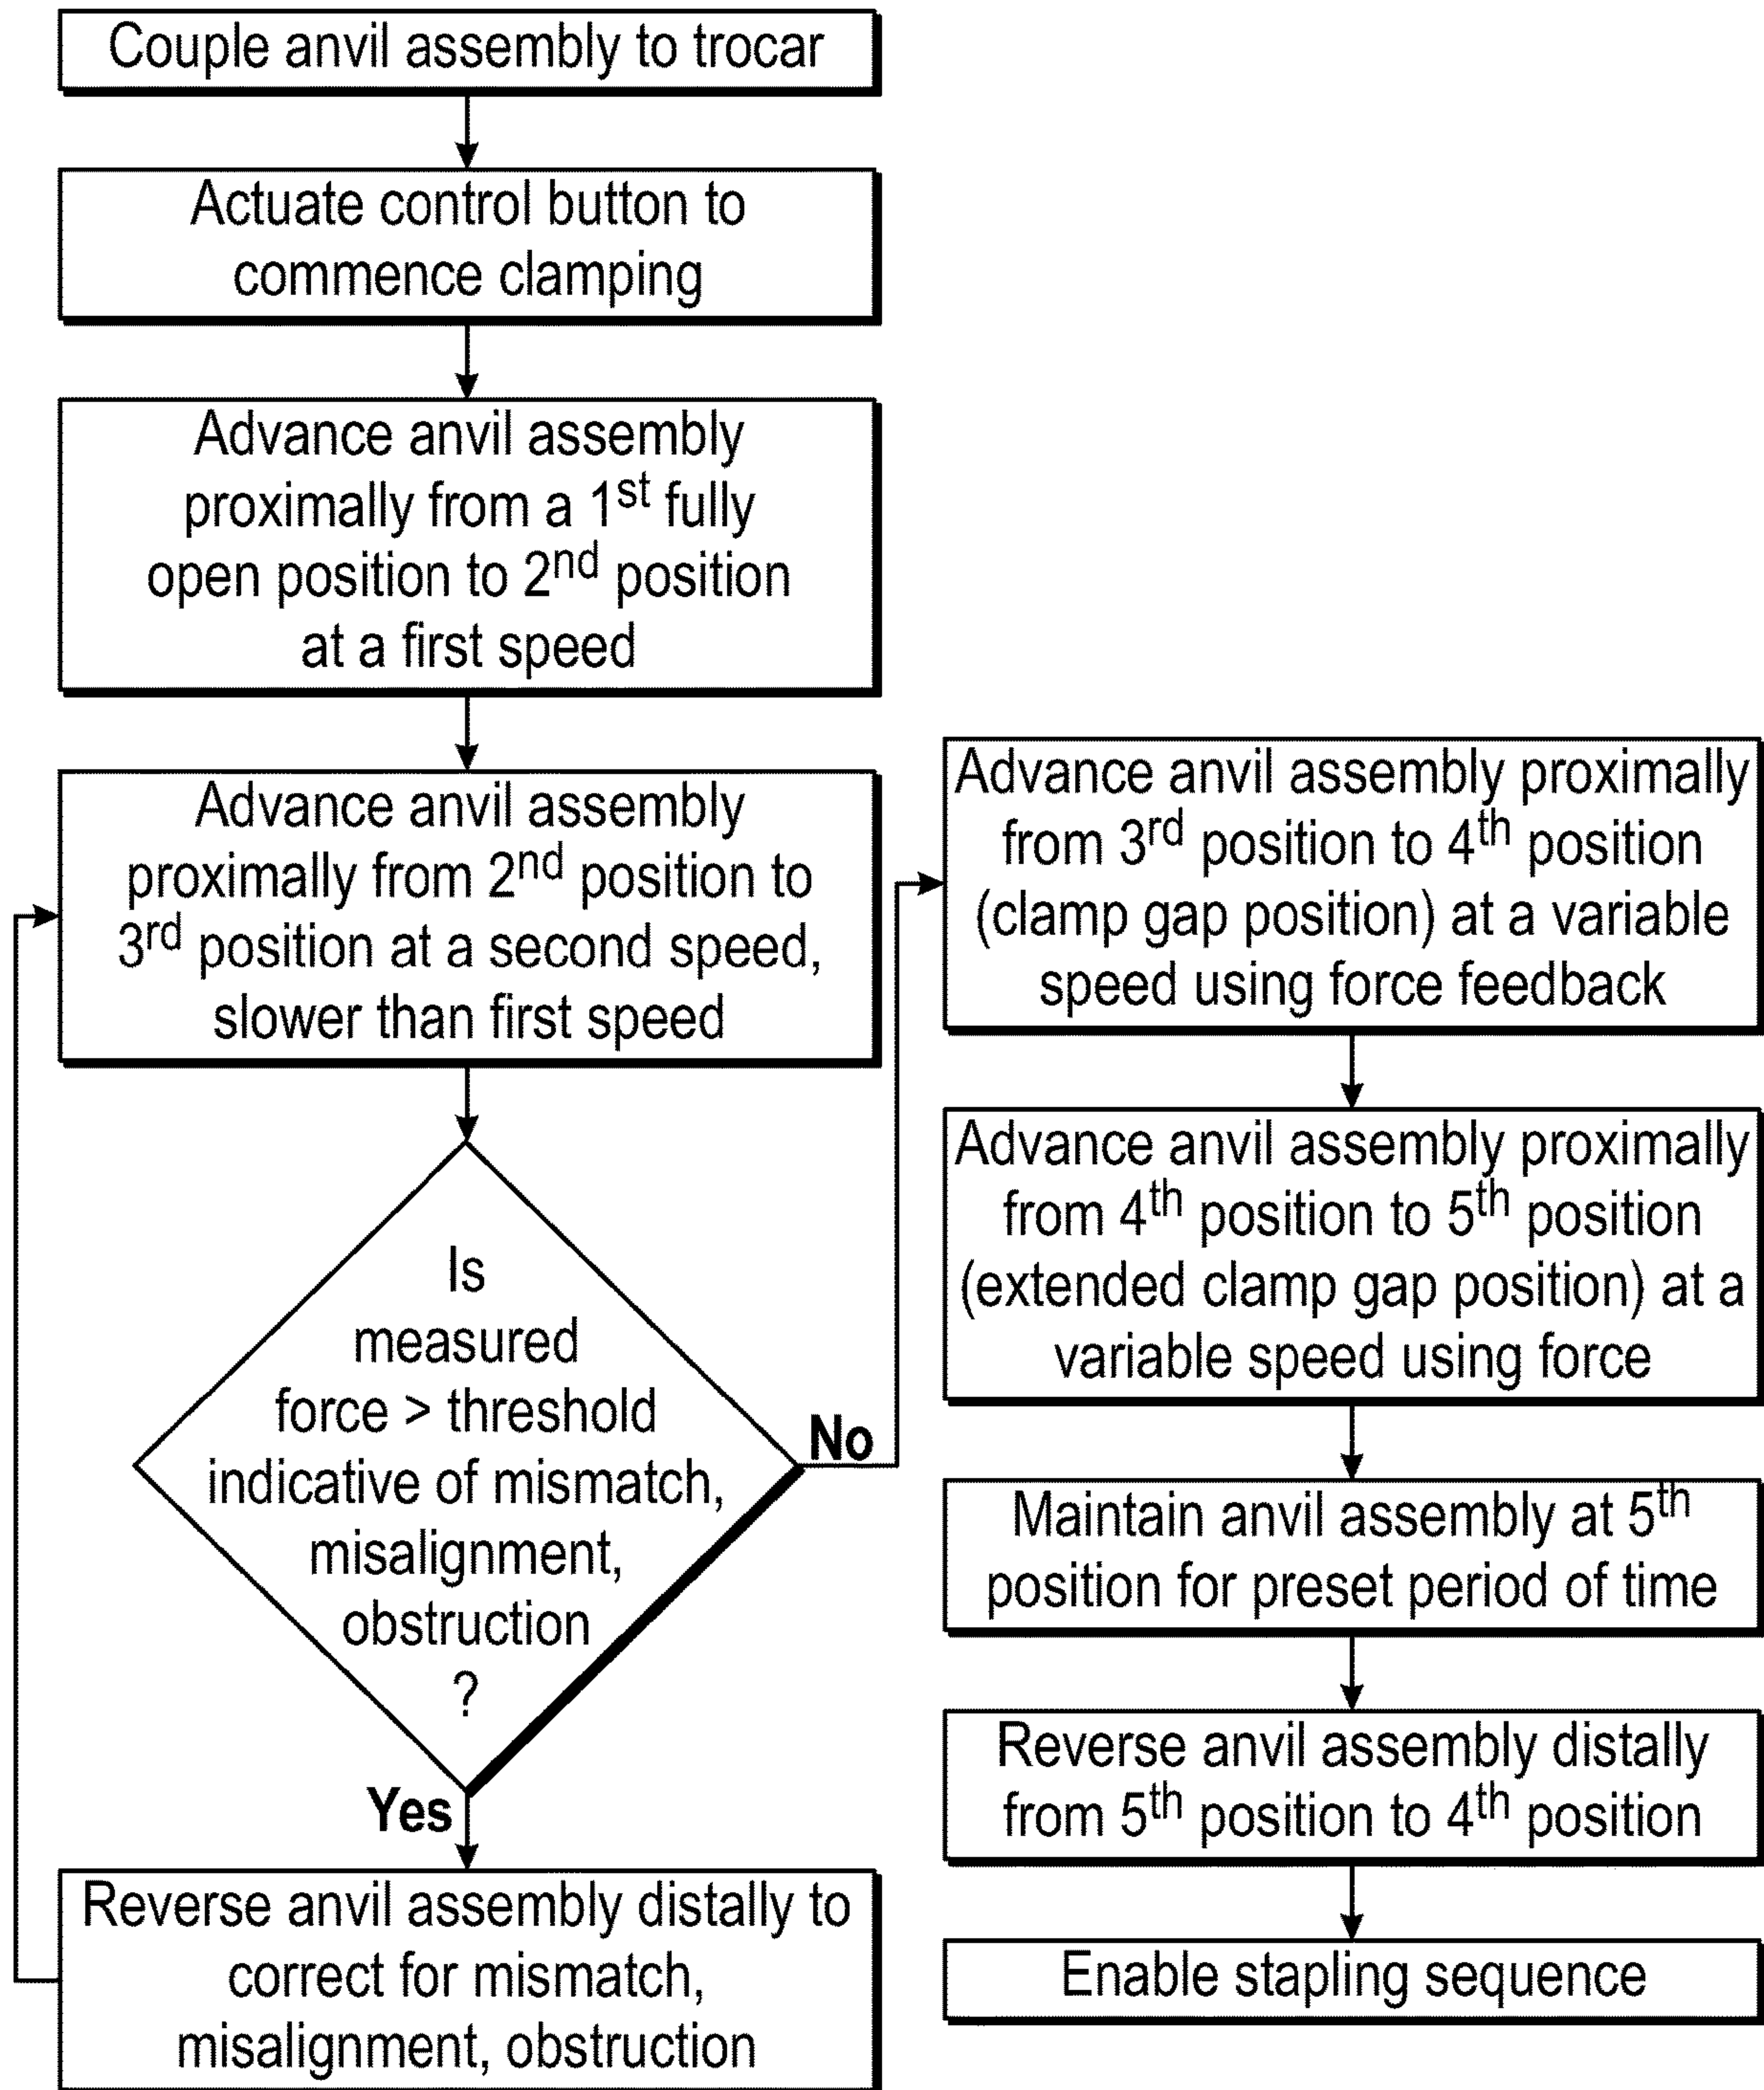 Couple anvil assembly to trocar
Actuate control button to
commence clamping
Advance anvil assembly
proximally from a 1st fully
open position to 2nd position
at a first speed
Advance anvil assembly
proximally from 2nd position to
3rd position at a second speed,
slower than first speed
Is
measured
force > threshold
indicative of mismatch,
misalignment,
obstruction
?
Yes
No
Reverse anvil assembly distally to
correct for mismatch,
misalignment, obstruction
Advance anvil assembly proximally
from 3rd position to 4th position
(clamp gap position) at a variable
speed using force feedback
Advance anvil assembly proximally
from 4th position to 5th position
(extended clamp gap position) at a
variable speed using force
Maintain anvil assembly at 5th
position for preset period of time
Reverse anvil assembly distally
from 5th position to 4th position
Enable stapling sequence